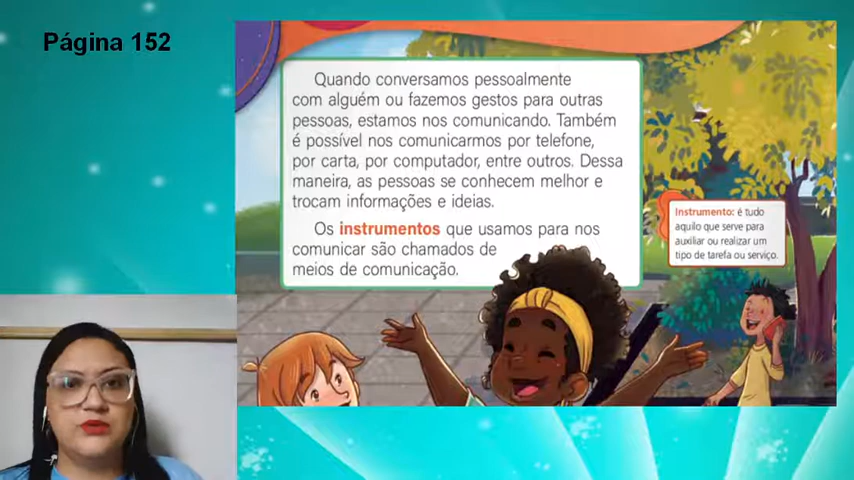 Página 152
Quando conversamos pessoalmente
com alguém ou fazemos gestos para outras
pessoas, estamos nos comunicando. Também
é possível nos comunicarmos por telefone,
por carta, por computador, entre outros. Dessa
maneira, as pessoas se conhecem melhor e
trocam informações e ideias.
Os instrumentos que usamos para nos
comunicar são chamados de
meios de comunicação.
Instrumento: é tudo
aquilo que serve para
auxiliar ou realizar um
tipo de tarefa ou serviço.